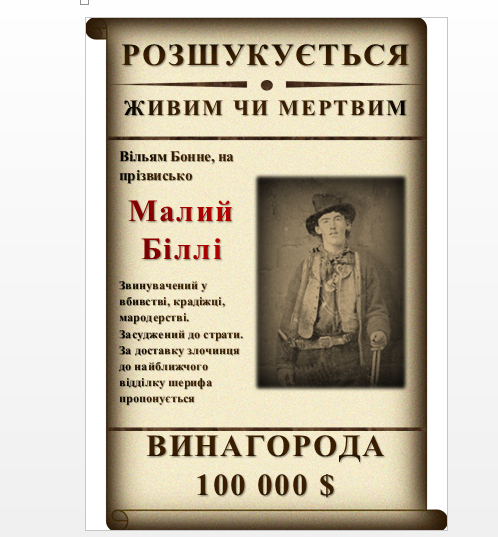 РОЗШУКУЄТЬСЯ
ЖИВИМ ЧИ МЕРТВИМ
Вільям Бонне, на
прізвисько
Малий
Біллі
Звинувачений у
вбивстві, крадіжці,
мародерстві.
Засуджений до страти.
За доставку злочинця
до найближчого
відділку шерифа
пропонується
ВИНАГОРОДА
100 000 $